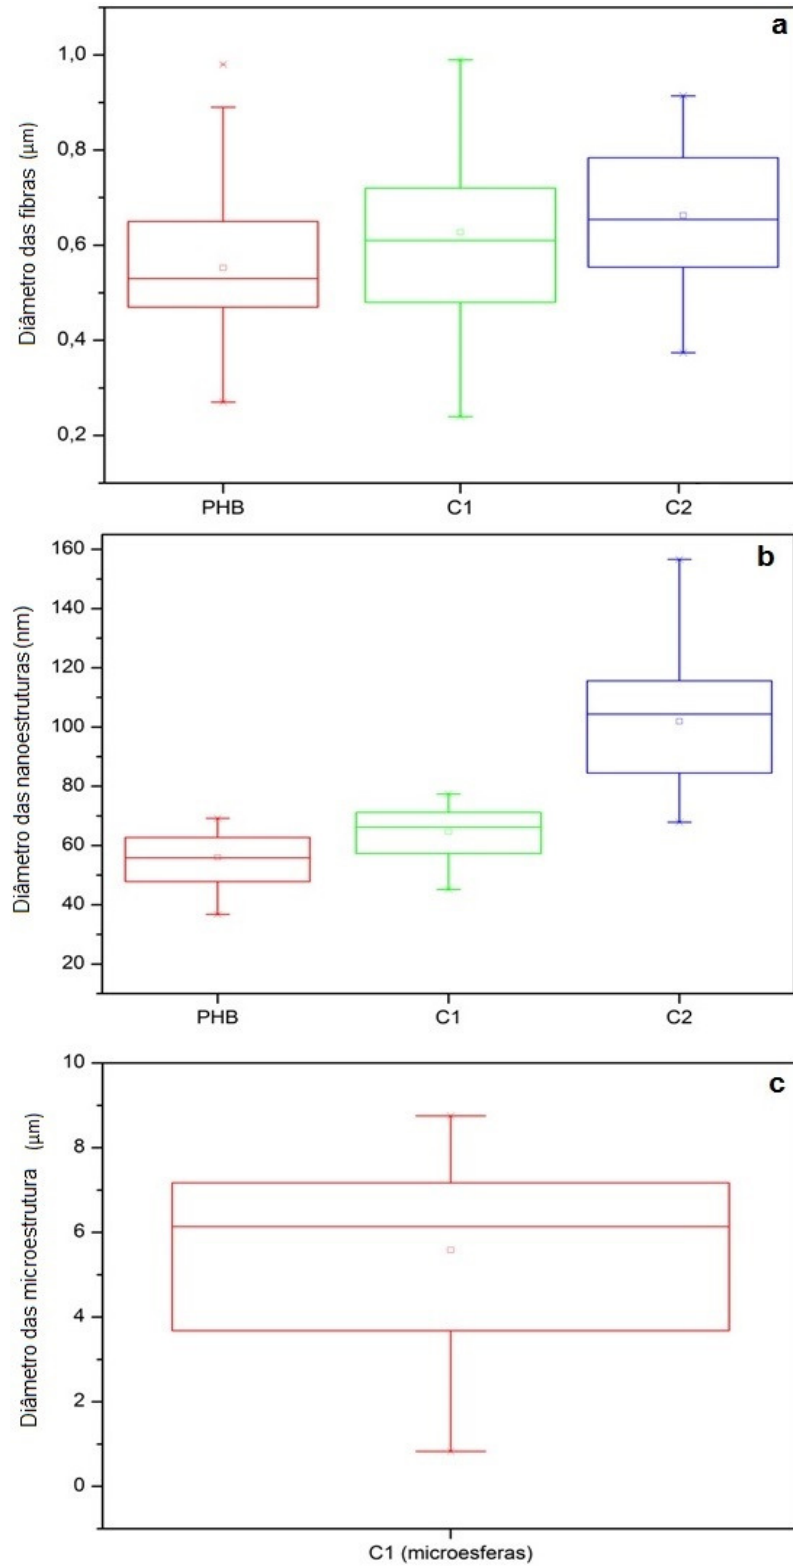 a
Diâmetro das fibras (µm)
1,0
0,8
0,6
0,4
0,2
PHB C1 C2
b
Diâmetro das nanoestruturas (nm)
160
140
120
100
80
60
40
20
PHB C1 C2
c
Diâmetro das microestrutura (µm)
10
8
6
4
2
0
C1 (microesferas)